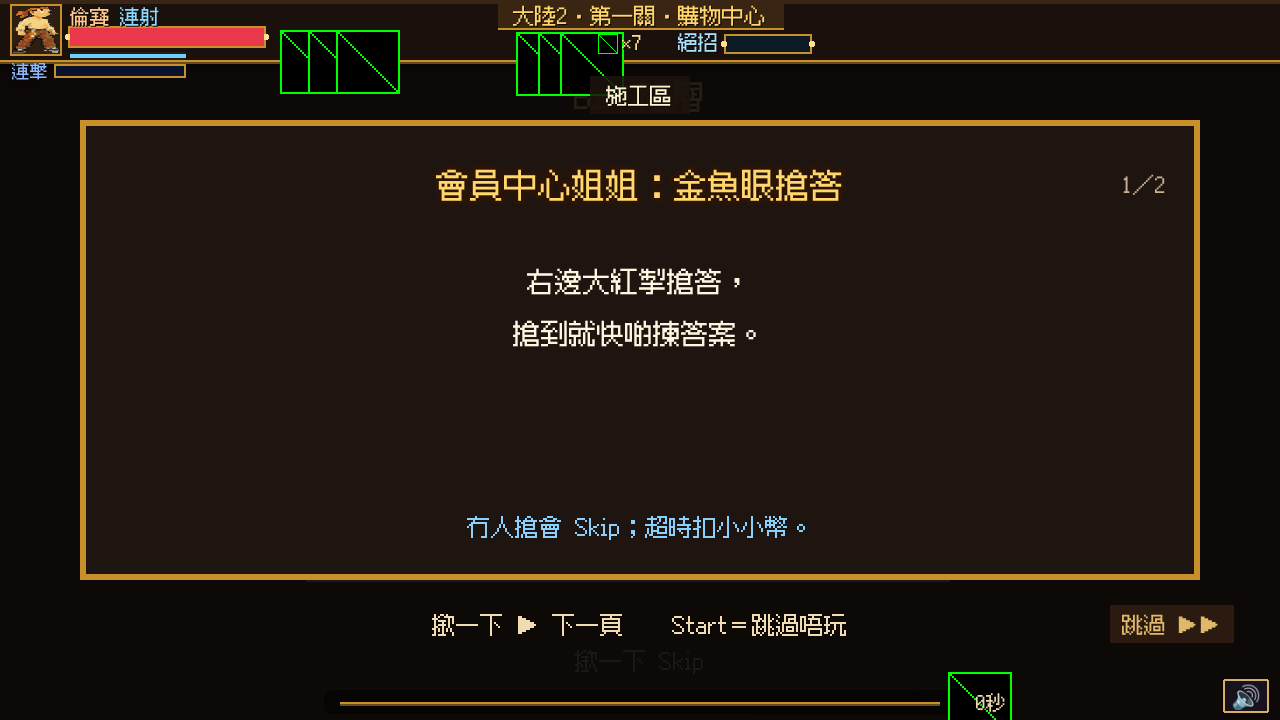 倫寶 連射
大陸2·第一關·購物中心
×7
絕招
連擊
施工區
會員中心姐姐：金魚眼搶答
1／2
右邊大紅掣搶答，
搶到就快啲揀答案。
冇人搶會 Skip；超時扣小小幣。
撳一下 ▶ 下一頁 Start＝跳過唔玩
跳過 ▶▶
撳一下 Skip
0秒